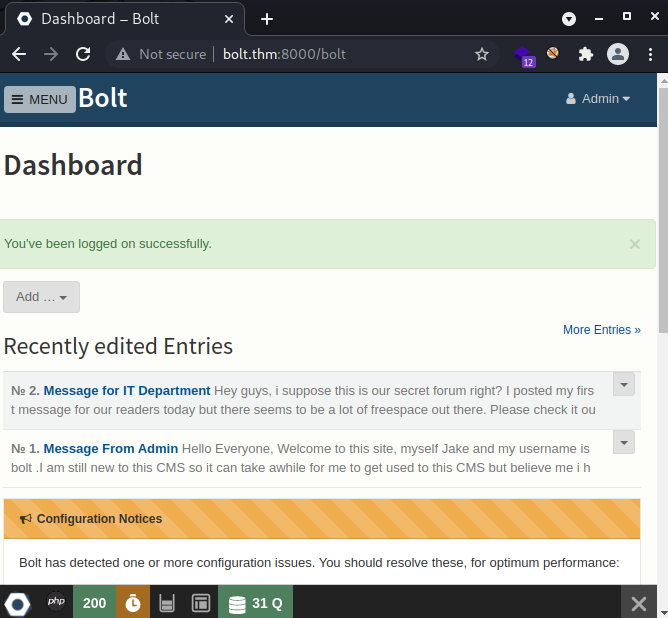 Dashboard – Bolt
Not secure | bolt.thm:8000/bolt
12
MENU Bolt
Admin
Dashboard
You've been logged on successfully.
Add ...
More Entries »
Recently edited Entries
№ 2. Message for IT Department Hey guys, i suppose this is our secret forum right? I posted my firs
t message for our readers today but there seems to be a lot of freespace out there. Please check it ou
№ 1. Message From Admin Hello Everyone, Welcome to this site, myself Jake and my username is
bolt .I am still new to this CMS so it can take awhile for me to get used to this CMS but believe me i h
Configuration Notices
Bolt has detected one or more configuration issues. You should resolve these, for optimum performance:
php 200 31 Q